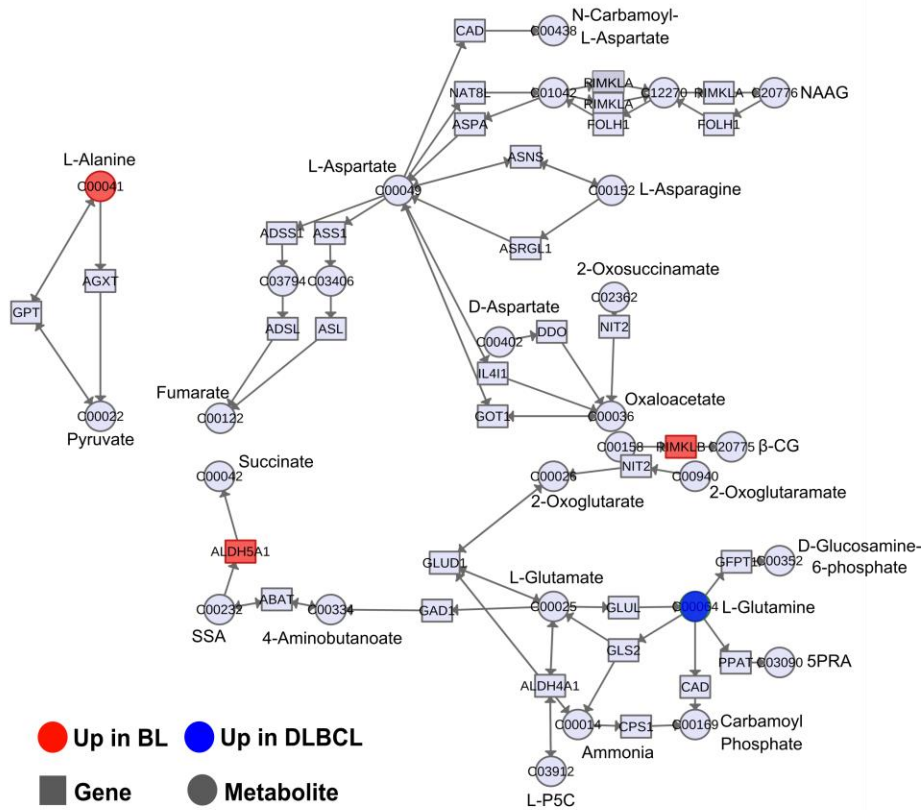 N-Carbamoyl-
L-Aspartate
CAD
C00438
RIMKLA
NAT8L
C01042
C12270
RIMKLA
C20776
NAAG
RIMKLA
ASPA
FOLH1
FOLH1
L-Alanine
L-Aspartate
ASNS
C00041
C00049
C00152
L-Asparagine
ADSS1
ASS1
ASRGL1
AGXT
C03794
C03406
2-Oxosuccinamate
C02362
GPT
D-Aspartate
ADSL
ASL
DDO
NIT2
C00402
IL4I1
Fumarate
Oxaloacetate
C00022
C00122
GOT1
C00036
Pyruvate
C00158
RIMKLB
C20775
β-CG
Succinate
NIT2
C00042
C00026
C00940
2-Oxoglutarate
2-Oxoglutaramate
ALDH5A1
GLUD1
D-Glucosamine-
6-phosphate
GFPT1
C00352
L-Glutamate
ABAT
C00232
C00334
GAD1
C00025
GLUL
C00064
L-Glutamine
SSA
4-Aminobutanoate
GLS2
PPAT
C03090
5PRA
ALDH4A1
CAD
C00014
CPS1
C00169
Carbamoyl
Phosphate
Ammonia
Up in BL
Up in DLBCL
C03912
L-P5C
Gene
Metabolite